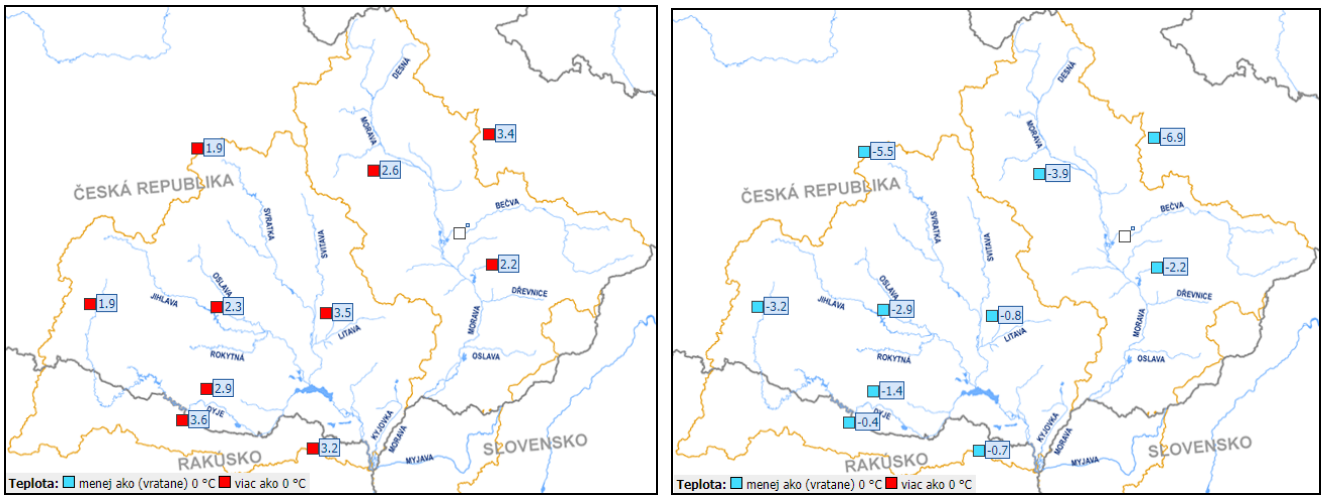 DESNÁ
MORAVA
3.4
1.9
2.6
ČESKÁ REPUBLIKA
BEČVA
SVRATKA
SVITAVA
2.2
OSLAVA
DŘEVNICE
1.9
JIHLAVA
2.3
3.5
MORAVA
LITAVA
ROKYTNÁ
OSLAVA
2.9
DYJE
3.6
KYJOVKA
MORAVA
3.2
SLOVENSKO
RAKÚSKO
MYJAVA
Teplota: menej ako (vratane) 0 °C viac ako 0 °C
DESNÁ
MORAVA
-6.9
-5.5
-3.9
ČESKÁ REPUBLIKA
BEČVA
SVRATKA
SVITAVA
-2.2
OSLAVA
DŘEVNICE
-3.2
JIHLAVA
-2.9
-0.8
MORAVA
LITAVA
ROKYTNÁ
OSLAVA
-1.4
DYJE
-0.4
KYJOVKA
MORAVA
-0.7
SLOVENSKO
RAKÚSKO
MYJAVA
Teplota: menej ako (vratane) 0 °C viac ako 0 °C